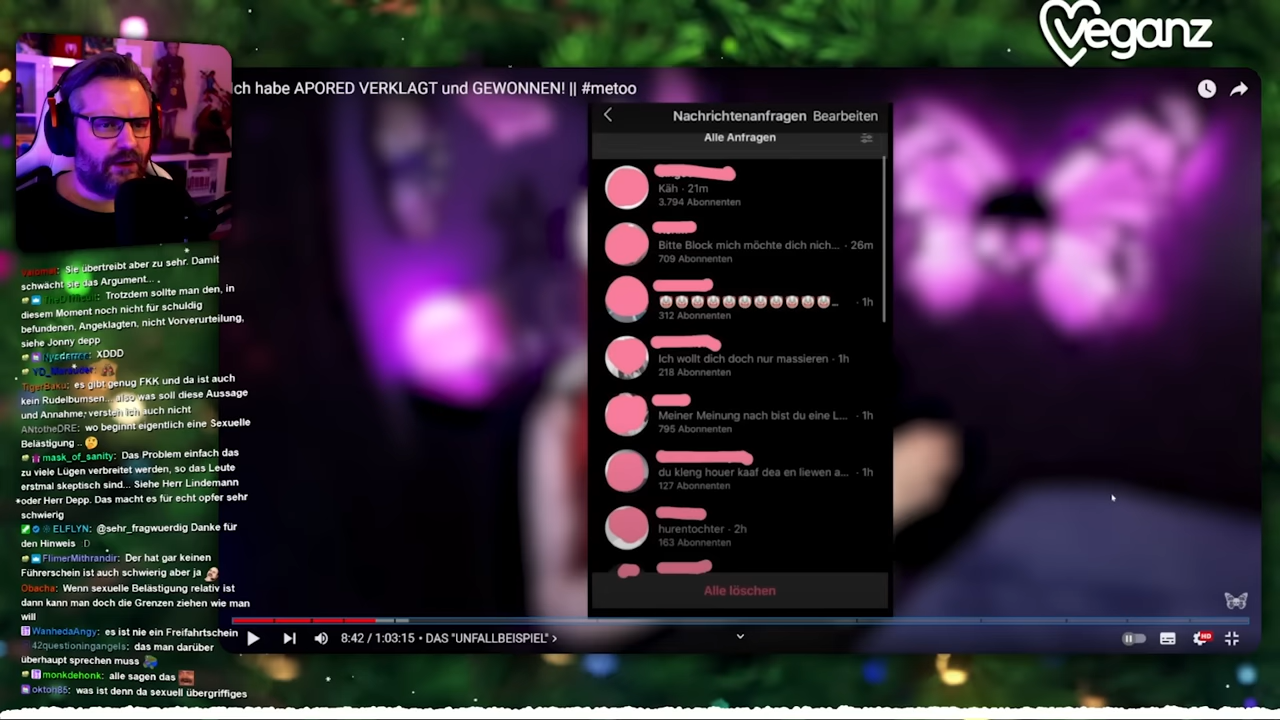 veganz
ch habe APORED VERKLAGT und GEWONNEN! || #metoo
Nachrichtenanfragen Bearbeiten
Alle Anfragen
Käh · 21m
3.794 Abonnenten
Bitte Block mich möchte dich nich... · 26m
709 Abonnenten
· 1h
312 Abonnenten
Ich wollt dich doch nur massieren · 1h
218 Abonnenten
Meiner Meinung nach bist du eine L... · 1h
795 Abonnenten
du kleng houer kaaf dea en liewen a... · 1h
127 Abonnenten
hurentochter · 2h
163 Abonnenten
Alle löschen
8:42 / 1:03:15 • DAS "UNFALLBEISPIEL" >
HD
Sie übertreibt aber zu sehr. Damit
schwächt sie das Argument...
Trotzdem sollte man den, in
diesem Moment noch nicht für schuldig
befundenen, Angeklagten, nicht Vorverurteilung,
siehe Jonny depp
XDDD
TigerBaku: es gibt genug FKK und da ist auch
kein Rudelbumsen... also was soll diese Aussage
und Annahme, versteh ich auch nicht
ANtotheDRE: wo beginnt eigentlich eine Sexuelle
Belästigung ..
mask_of_sanity: Das Problem einfach das
zu viele Lügen verbreitet werden, so das Leute
erstmal skeptisch sind... Siehe Herr Lindemann
oder Herr Depp. Das macht es für echt opfer sehr
schwierig
ELFLYN: @sehr_fragwuerdig Danke für
den Hinweis :D
FlimerMithrandir: Der hat gar keinen
Führerschein ist auch schwierig aber ja
Obacha: Wenn sexuelle Belästigung relativ ist
dann kann man doch die Grenzen ziehen wie man
will
WanhedaAngy: es ist nie ein Freifahrtschein
42questioningangels: das man darüber
überhaupt sprechen muss
monkdehonk: alle sagen das
oktoh85: was ist denn da sexuell übergriffiges